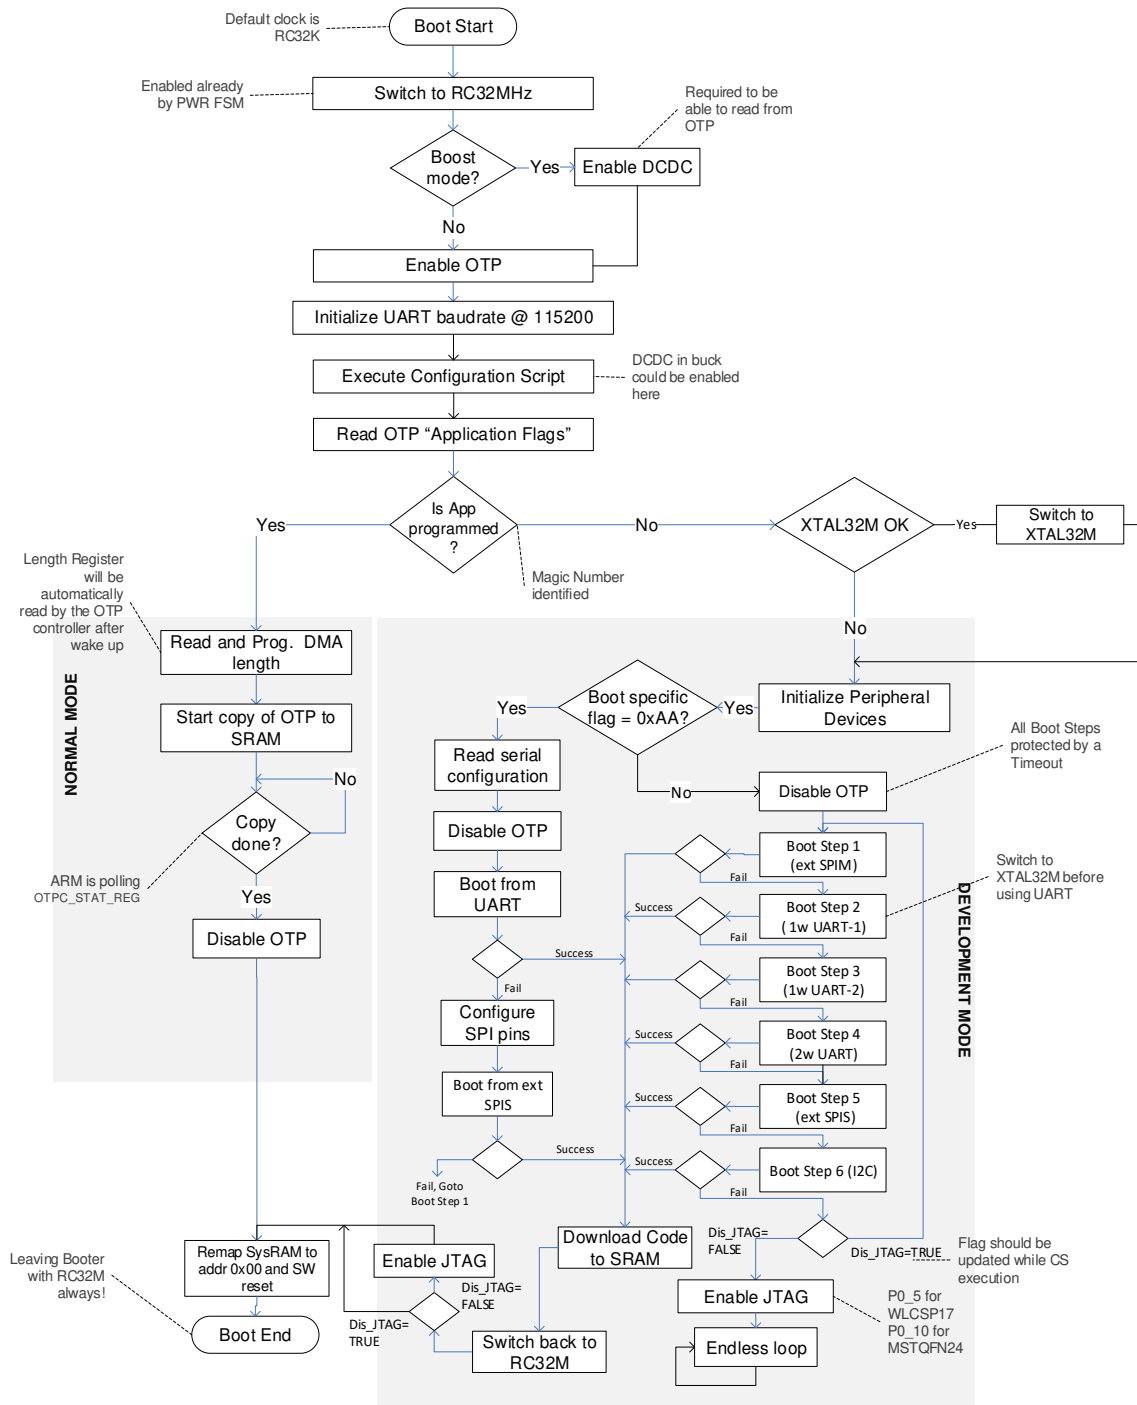 Default clock is
RC32K
Boot Start
Enabled already
by PWR FSM
Switch to RC32MHz
Required to be
able to read from
OTP
Boost
mode?
Yes
Enable DCDC
No
Enable OTP
Initialize UART baudrate @ 115200
Execute Configuration Script
DCDC in buck
could be enabled
here
Read OTP “Application Flags”
Is App
programmed
?
Yes
No
XTAL32M OK
Yes
Switch to
XTAL32M
Magic Number
identified
Length Register
will be
automatically
read by the OTP
controller after
wake up
No
NORMAL MODE
Read and Prog. DMA
length
Start copy of OTP to
SRAM
No
Copy
done?
ARM is polling
OTPC_STAT_REG
Yes
Disable OTP
DEVELOPMENT MODE
Initialize Peripheral
Devices
Yes
Boot specific
flag = 0xAA?
Yes
No
Read serial
configuration
Disable OTP
Boot from
UART
Success
Fail
Configure
SPI pins
Boot from ext
SPIS
Success
Fail, Goto
Boot Step 1
All Boot Steps
protected by a
Timeout
Disable OTP
Boot Step 1
(ext SPIM)
Fail
Switch to
XTAL32M before
using UART
Boot Step 2
( 1w UART-1)
Success
Fail
Boot Step 3
(1w UART-2)
Success
Fail
Boot Step 4
(2w UART)
Success
Fail
Boot Step 5
(ext SPIS)
Success
Fail
Boot Step 6 (I2C)
Success
Fail
Dis_JTAG=
FALSE
Dis_JTAG=TRUE
Flag should be
updated while CS
execution
Download Code
to SRAM
Enable JTAG
P0_5 for
WLCSP17
P0_10 for
MSTQFN24
Endless loop
Switch back to
RC32M
Enable JTAG
Dis_JTAG=
FALSE
Dis_JTAG=
TRUE
Remap SysRAM to
addr 0x00 and SW
reset
Leaving Booter
with RC32M
always!
Boot End